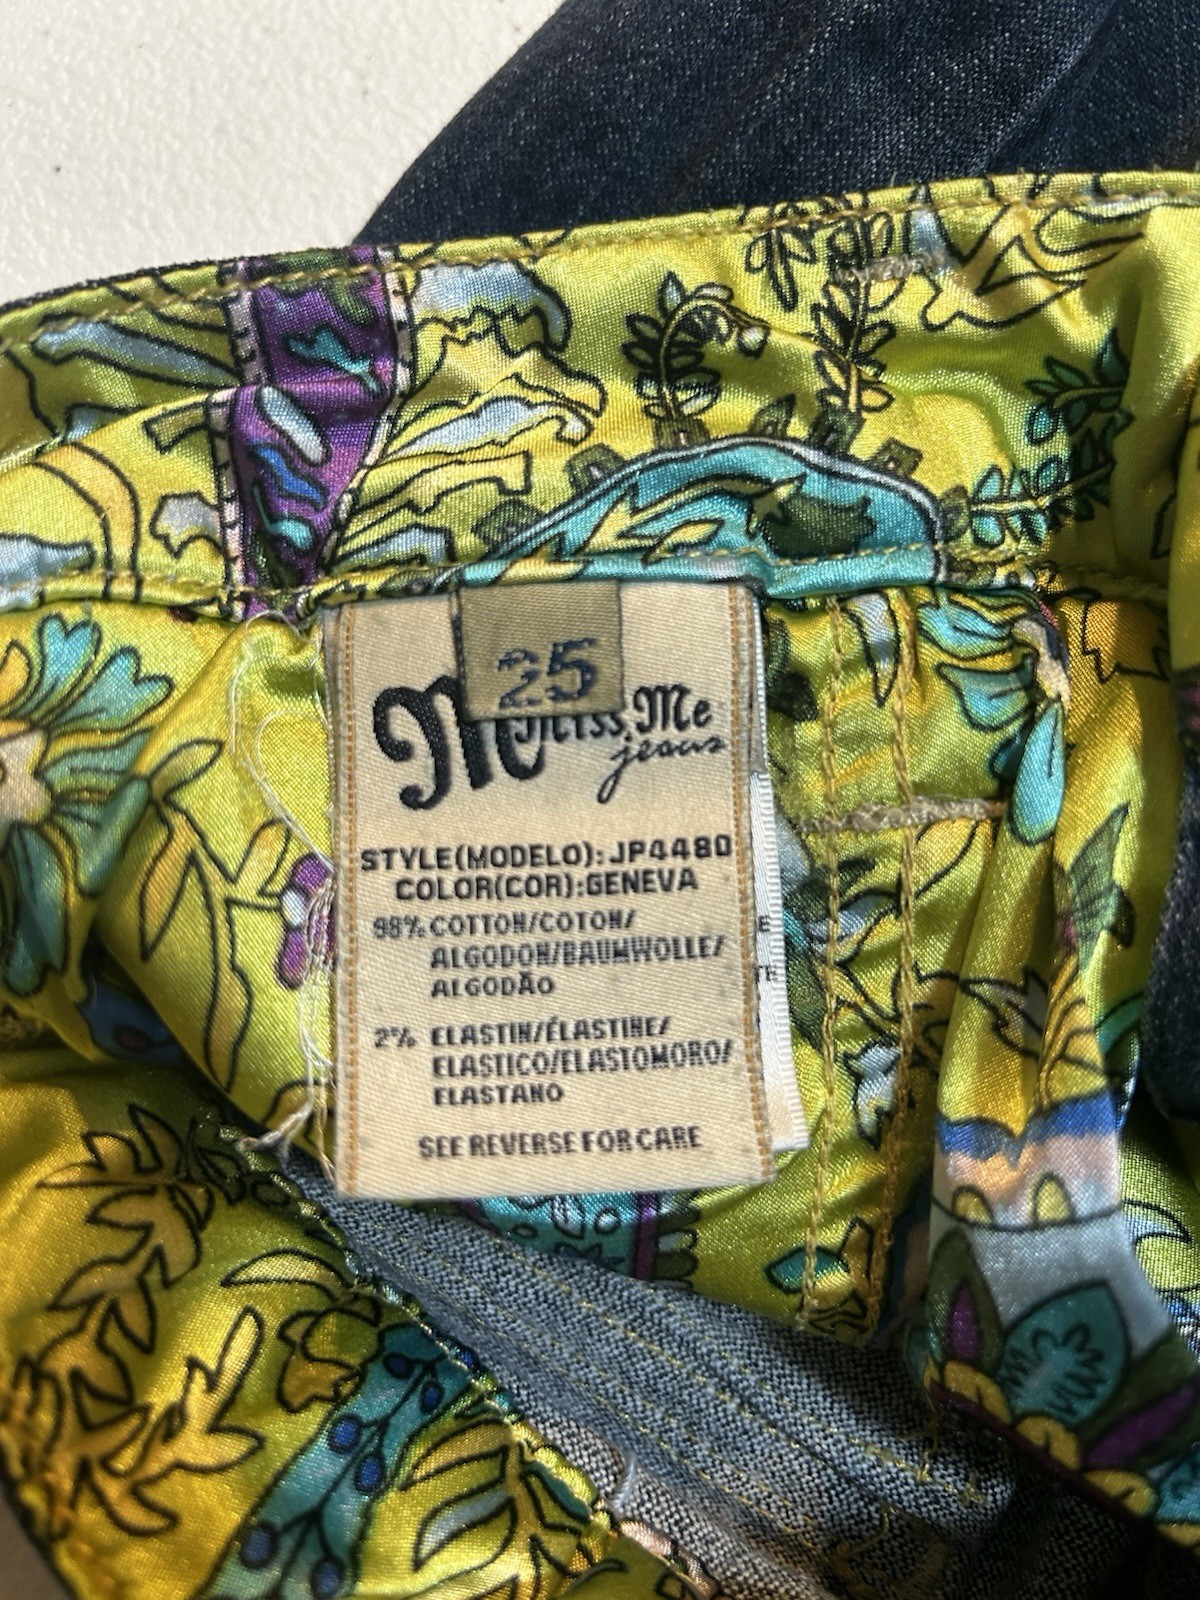 25
Miss Me
jeans
STYLE(MODELO): JP4480
COLOR(COR):GENEVA
98% COTTON/COTON/
ALGODON/BAUMWOLLE/
ALGODÃO
2% ELASTIN/ÉLASTINE/
ELASTICO/ELASTOMORO/
ELASTANO
SEE REVERSE FOR CARE